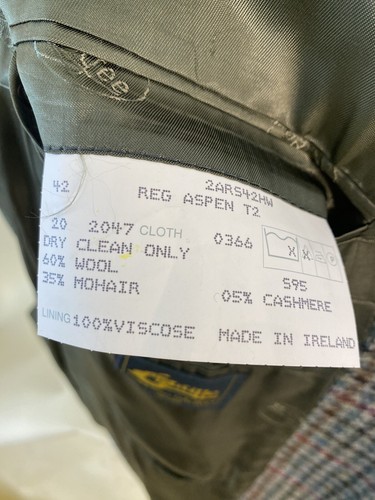 42
2ARS42HW
REG ASPEN T2
20 2047 CLOTH 0366
DRY CLEAN ONLY
60% WOOL S95
35% MOHAIR 05% CASHMERE
LINING 100%VISCOSE MADE IN IRELAND